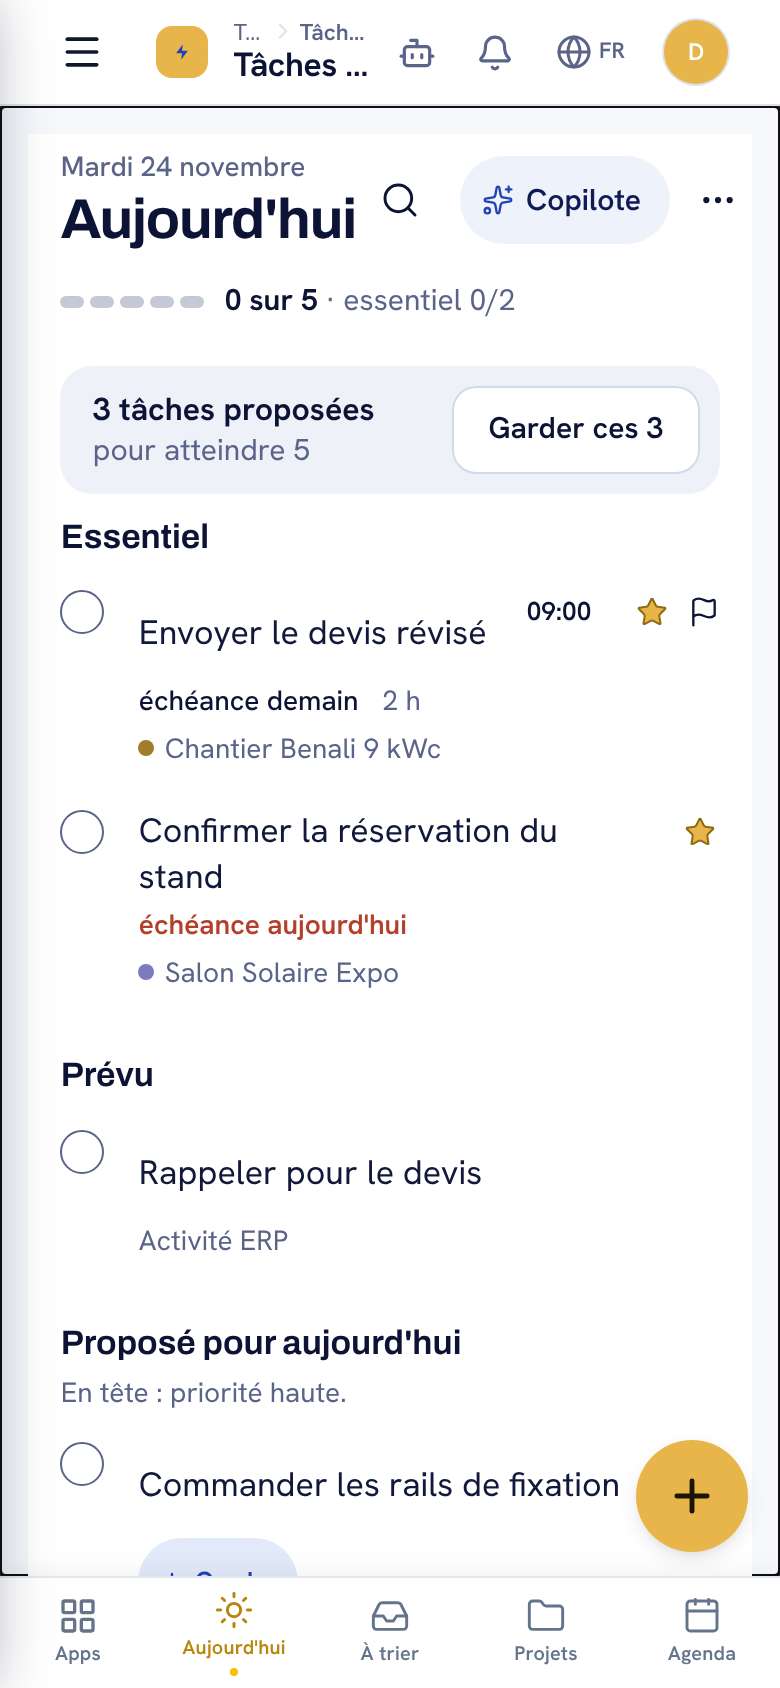 T... > Tâch...
Tâches ...
FR
D
Mardi 24 novembre
Aujourd'hui
Copilote
0 sur 5 · essentiel 0/2
3 tâches proposées
pour atteindre 5
Garder ces 3
Essentiel
Envoyer le devis révisé
09:00
échéance demain 2 h
Chantier Benali 9 kWc
Confirmer la réservation du
stand
échéance aujourd'hui
Salon Solaire Expo
Prévu
Rappeler pour le devis
Activité ERP
Proposé pour aujourd'hui
En tête : priorité haute.
Commander les rails de fixation
Apps
Aujourd'hui
À trier
Projets
Agenda